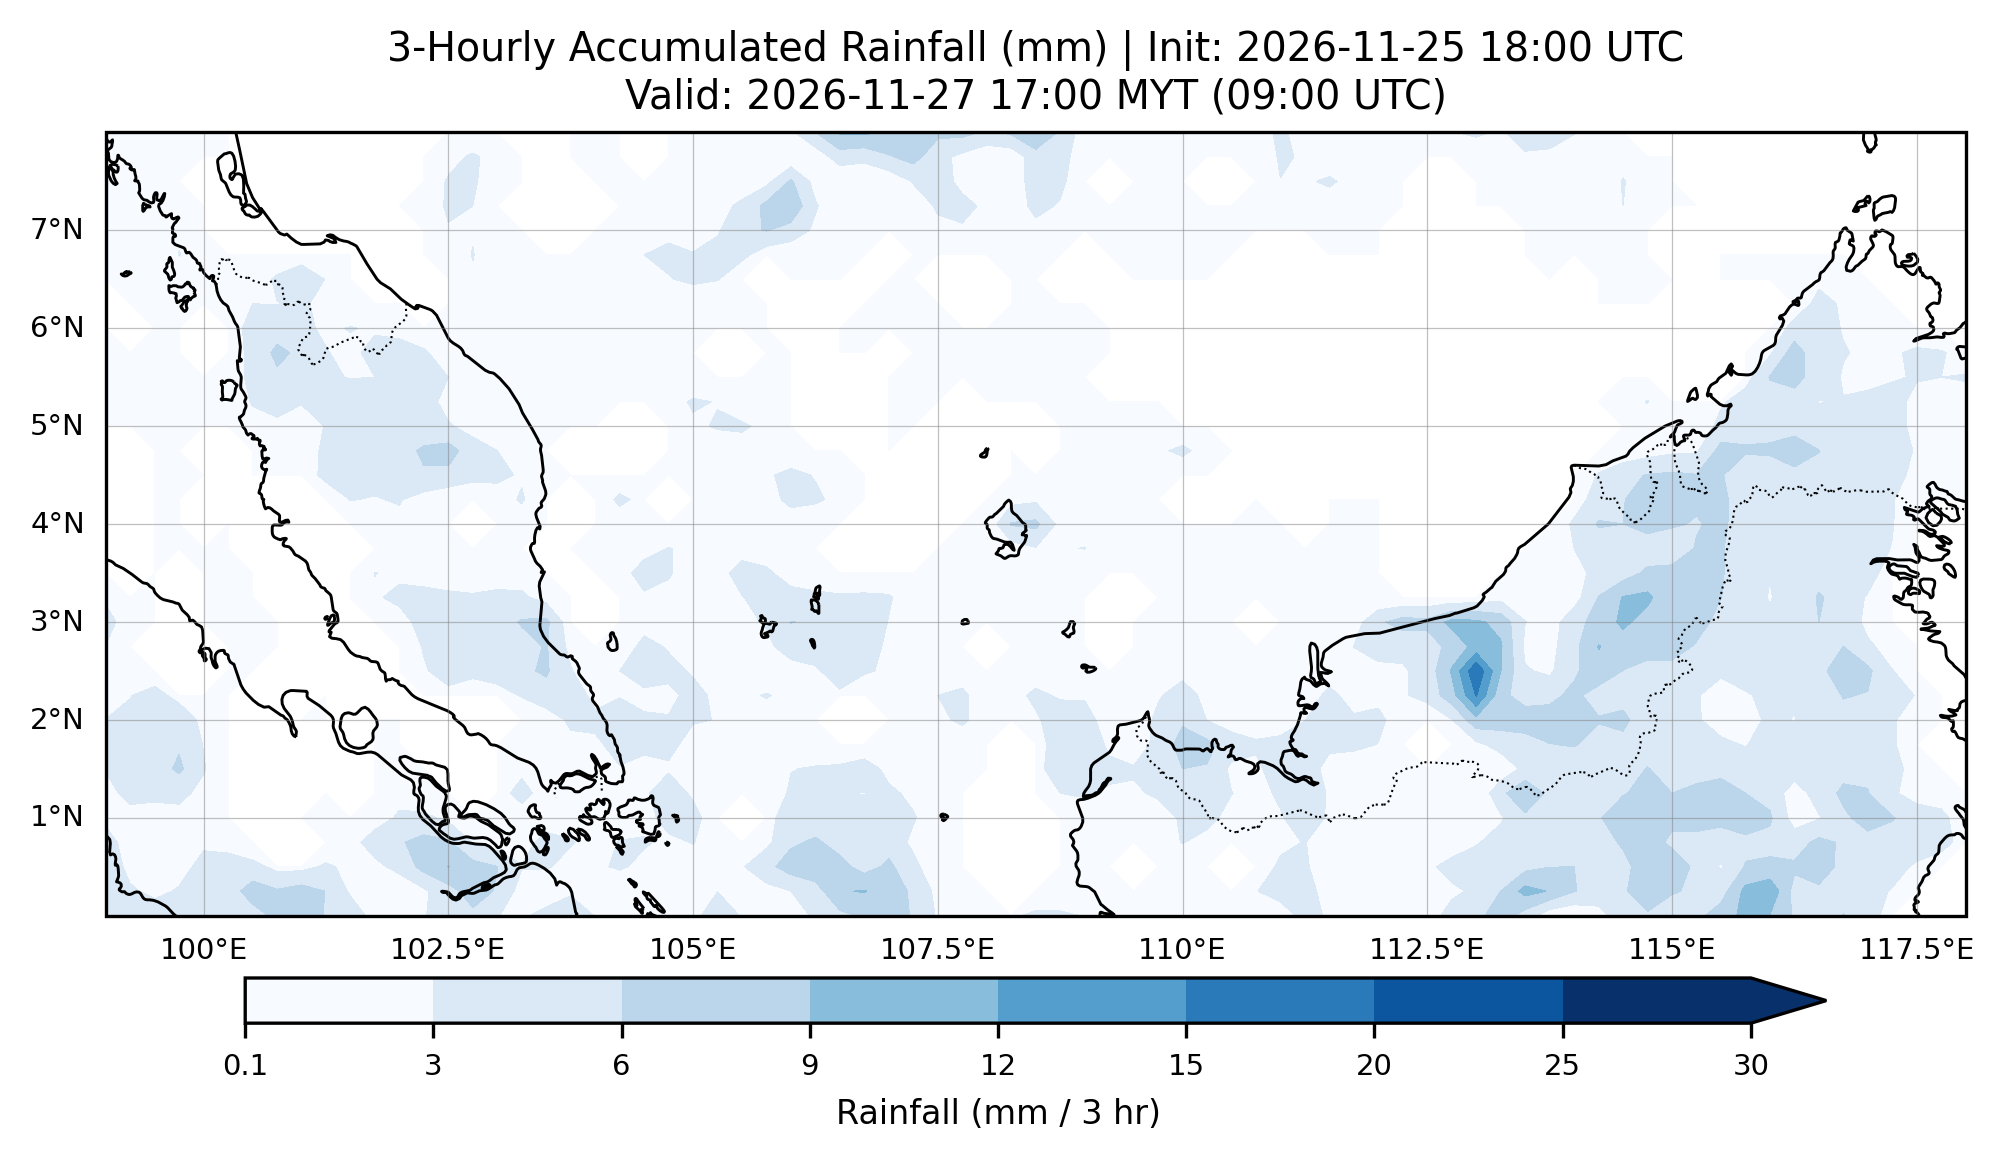 3-Hourly Accumulated Rainfall (mm) | Init: 2026-11-25 18:00 UTC
Valid: 2026-11-27 17:00 MYT (09:00 UTC)
7°N
6°N
5°N
4°N
3°N
2°N
1°N
100°E 102.5°E 105°E 107.5°E 110°E 112.5°E 115°E 117.5°E
0.1 3 6 9 12 15 20 25 30
Rainfall (mm / 3 hr)